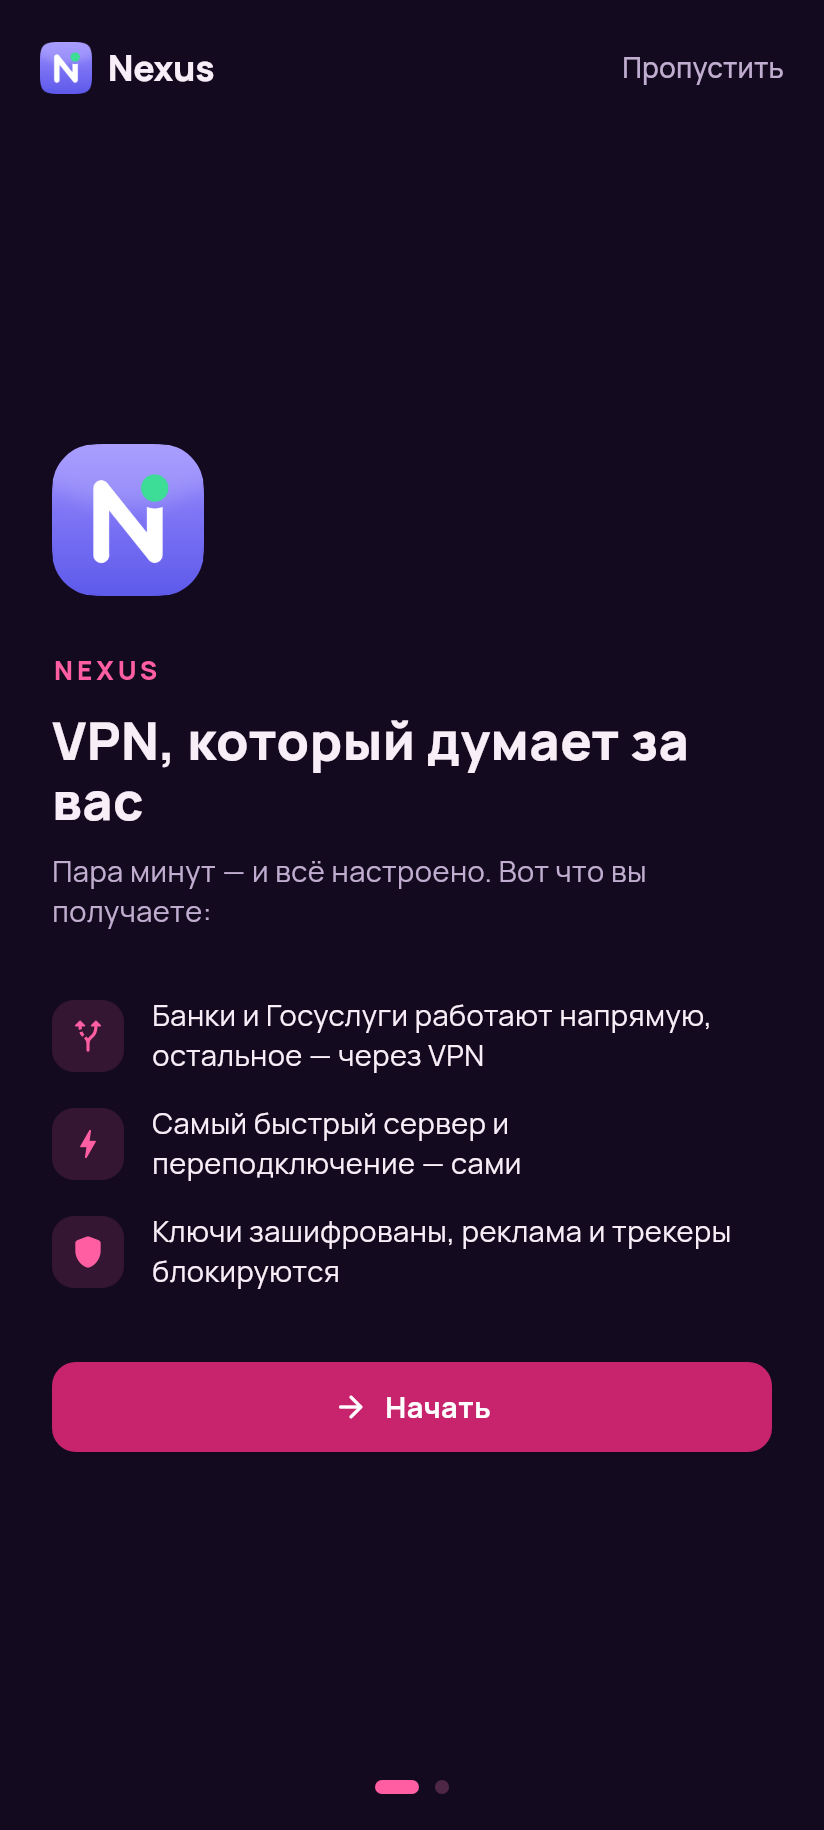 Nexus
Пропустить
NEXUS
VPN, который думает за
вас
Пара минут — и всё настроено. Вот что вы
получаете:
Банки и Госуслуги работают напрямую,
остальное — через VPN
Самый быстрый сервер и
переподключение — сами
Ключи зашифрованы, реклама и трекеры
блокируются
Начать